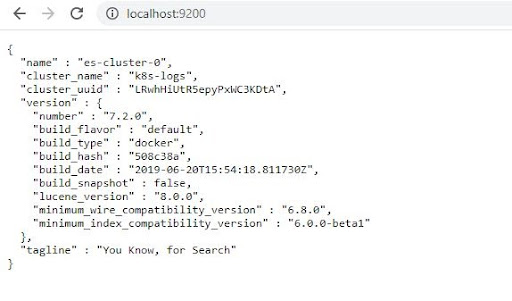 localhost:9200
{
  "name" : "es-cluster-0",
  "cluster_name" : "k8s-logs",
  "cluster_uuid" : "LRwhHiUtR5epyPxWC3KDtA",
  "version" : {
    "number" : "7.2.0",
    "build_flavor" : "default",
    "build_type" : "docker",
    "build_hash" : "508c38a",
    "build_date" : "2019-06-20T15:54:18.811730Z",
    "build_snapshot" : false,
    "lucene_version" : "8.0.0",
    "minimum_wire_compatibility_version" : "6.8.0",
    "minimum_index_compatibility_version" : "6.0.0-beta1"
  },
  "tagline" : "You Know, for Search"
}